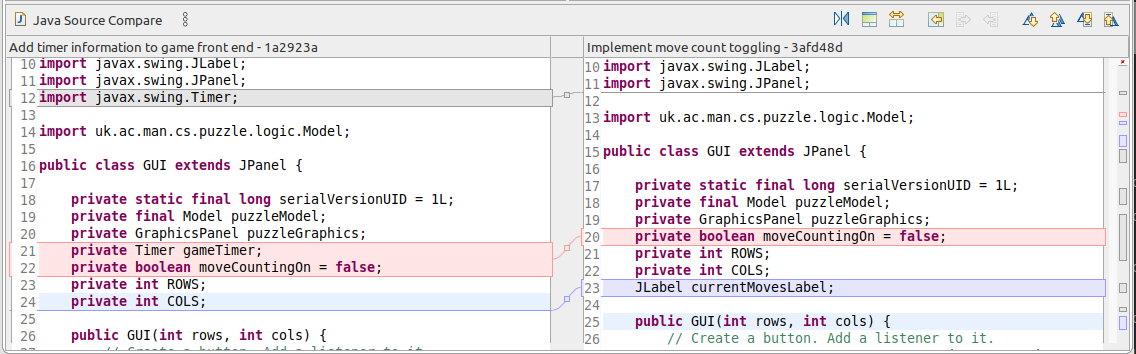 Java Source Compare
Add timer information to game front end - 1a2923a
10 import javax.swing.JLabel;
11 import javax.swing.JPanel;
12 import javax.swing.Timer;
13
14 import uk.ac.man.cs.puzzle.logic.Model;
15
16 public class GUI extends JPanel {
17
18 private static final long serialVersionUID = 1L;
19 private final Model puzzleModel;
20 private GraphicsPanel puzzleGraphics;
21 private Timer gameTimer;
22 private boolean moveCountingOn = false;
23 private int ROWS;
24 private int COLS;
25
26 public GUI(int rows, int cols) {
27 // Create a button. Add a listener to it
Implement move count toggling - 3afd48d
10 import javax.swing.JLabel;
11 import javax.swing.JPanel;
12
13 import uk.ac.man.cs.puzzle.logic.Model;
14
15 public class GUI extends JPanel {
16
17 private static final long serialVersionUID = 1L;
18 private final Model puzzleModel;
19 private GraphicsPanel puzzleGraphics;
20 private boolean moveCountingOn = false;
21 private int ROWS;
22 private int COLS;
23 JLabel currentMovesLabel;
24
25 public GUI(int rows, int cols) {
26 // Create a button. Add a listener to it.